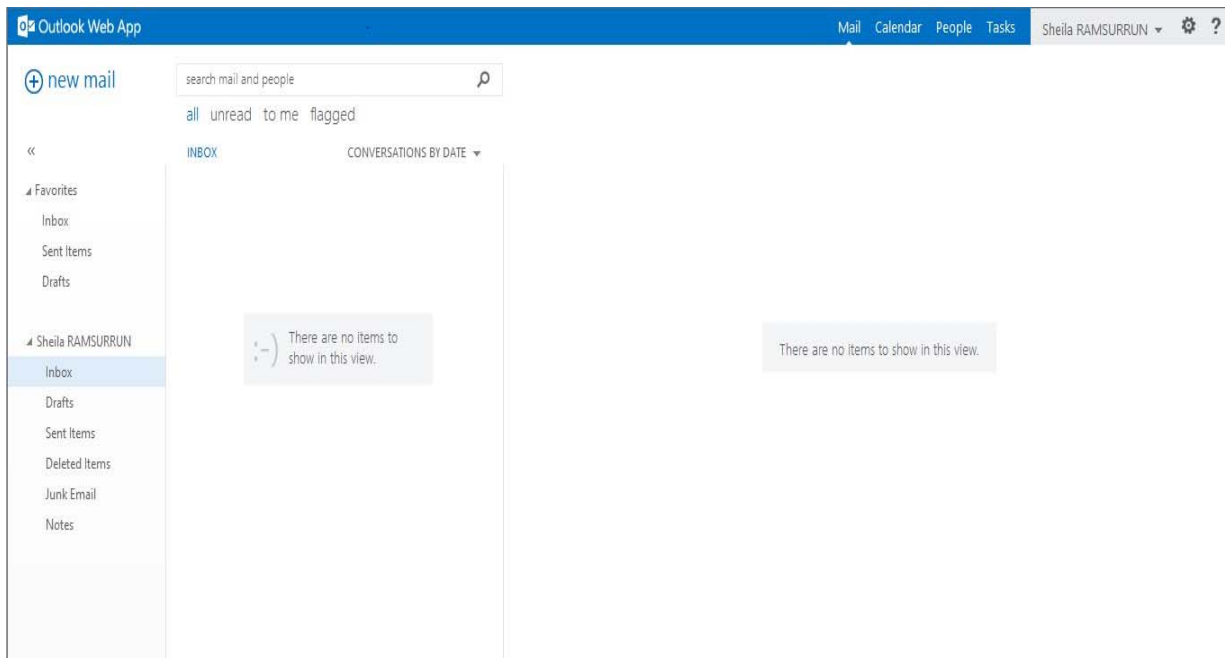 Outlook Web App
Mail Calendar People Tasks Sheila RAMSURRUN ?
new mail
search mail and people
all unread to me flagged
«
INBOX CONVERSATIONS BY DATE
Favorites
Inbox
Sent Items
Drafts
Sheila RAMSURRUN
Inbox
Drafts
Sent Items
Deleted Items
Junk Email
Notes
:-)
There are no items to
show in this view.
There are no items to show in this view.